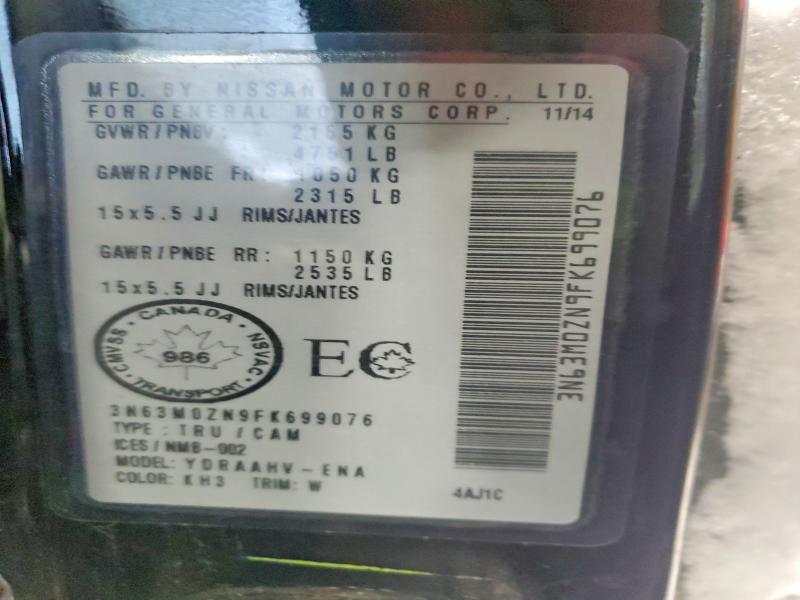 MFD. BY NISSAN MOTOR CO., LTD.
FOR GENERAL MOTORS CORP. 11/14
GVWR/PNBV: 2155 KG
4751 LB
GAWR/PNBE FR: 1050 KG
2315 LB
15x5.5 JJ RIMS/JANTES
GAWR/PNBE RR: 1150 KG
2535 LB
15x5.5 JJ RIMS/JANTES
CANADA
CMVSS NSVAC
986
TRANSPORT
EC
3N63M0ZN9FK699076
TYPE: TRU/CAM
ICES/NMB-002
MODEL: YDRAAHV-ENA
COLOR: KH3 TRIM: W
4AJ1C
3N63M0ZN9FK699076